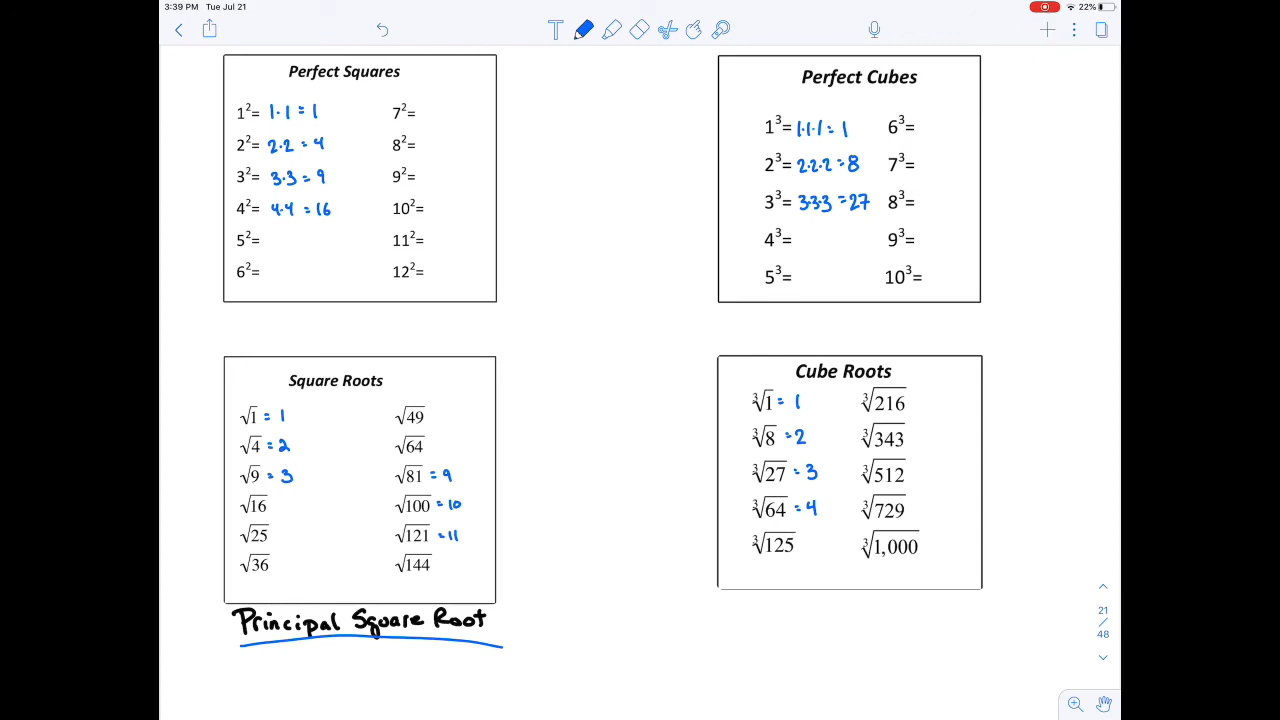 3:39 PM Tue Jul 21
22%
Perfect Squares
1²= 1·1 = 1 7²=
2²= 2·2 = 4 8²=
3²= 3·3 = 9 9²=
4²= 4·4 = 16 10²=
5²= 11²=
6²= 12²=
Perfect Cubes
1³= 1·1·1 = 1 6³=
2³= 2·2·2 = 8 7³=
3³= 3·3·3 = 27 8³=
4³= 9³=
5³= 10³=
Square Roots
√1 = 1 √49
√4 = 2 √64
√9 = 3 √81 = 9
√16 √100 = 10
√25 √121 = 11
√36 √144
Principal Square Root
Cube Roots
∛1 = 1 ∛216
∛8 = 2 ∛343
∛27 = 3 ∛512
∛64 = 4 ∛729
∛125 ∛1,000
21
/
48